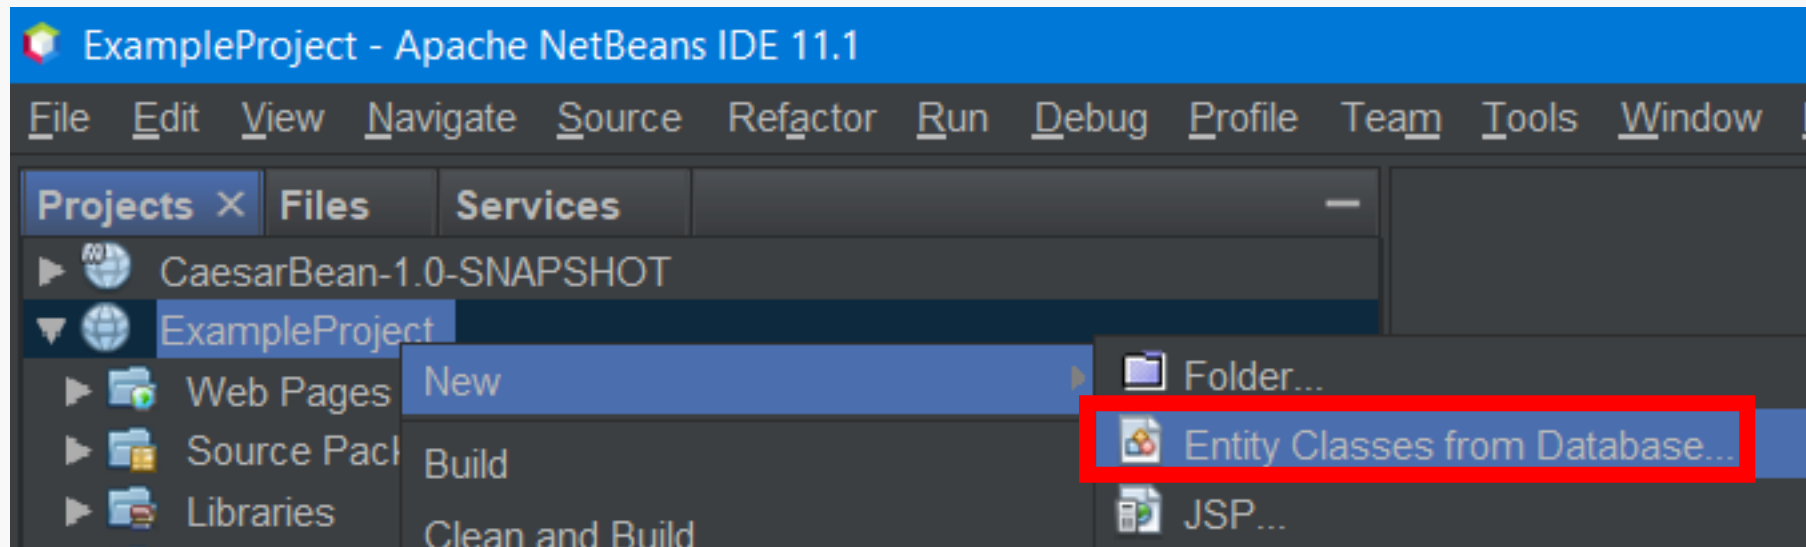 ExampleProject - Apache NetBeans IDE 11.1
File Edit View Navigate Source Refactor Run Debug Profile Team Tools Window
Projects × Files Services
CaesarBean-1.0-SNAPSHOT
ExampleProject
Web Pages New Folder...
Entity Classes from Database...
Source Pack Build
Libraries JSP...
Clean and Build